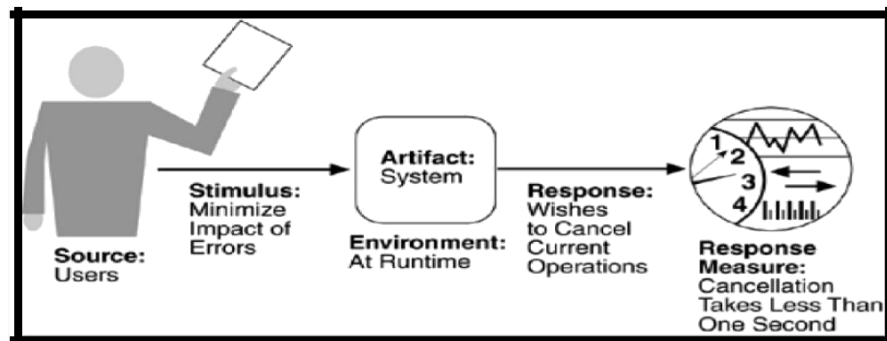 Source:
Users
Stimulus:
Minimize
Impact of
Errors
Artifact:
System
Environment:
At Runtime
Response:
Wishes
to Cancel
Current
Operations
1
2
3
4
Response
Measure:
Cancellation
Takes Less Than
One Second